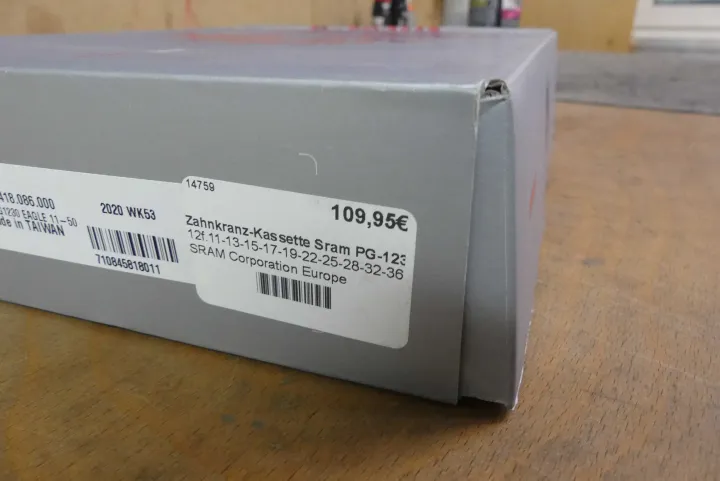 418.086.000
1230 EAGLE 11-50
de in TAIWAN
2020 WK53
710845818011
14759
109,95€
Zahnkranz-Kassette Sram PG-123
12f.11-13-15-17-19-22-25-28-32-36
SRAM Corporation Europe